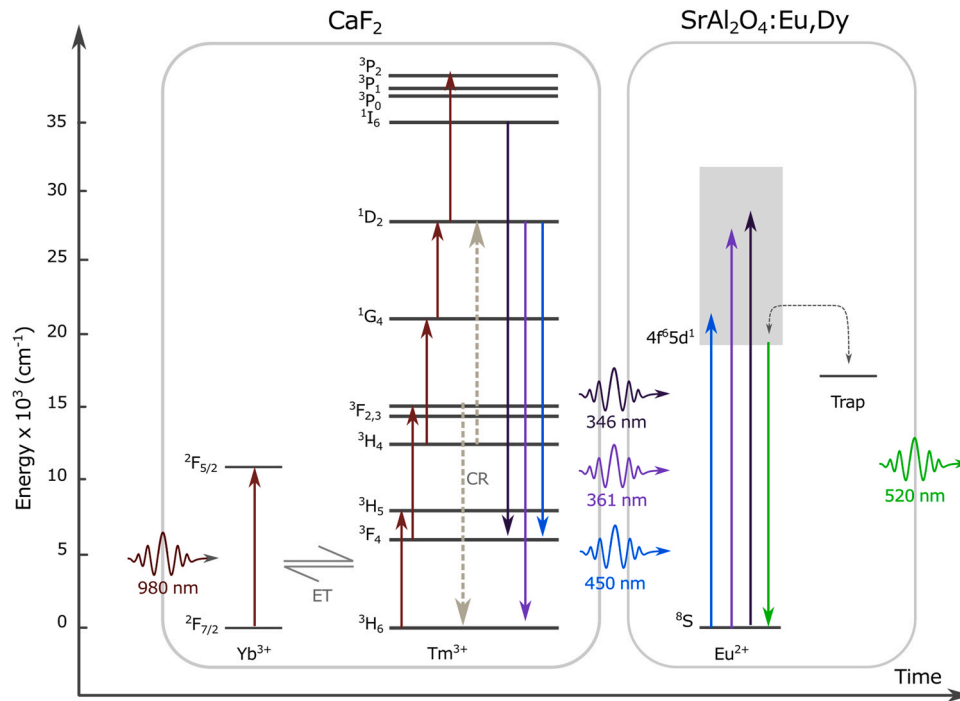 CaF₂
SrAl₂O₄:Eu,Dy
Energy x 10³ (cm⁻¹)
35
30
25
20
15
10
5
0
³P₂
³P₁
³P₀
¹I₆
¹D₂
¹G₄
³F₂,₃
³H₄
³H₅
³F₄
³H₆
CR
²F₅/₂
²F₇/₂
980 nm
ET
Yb³⁺
Tm³⁺
346 nm
361 nm
450 nm
4f⁶5d¹
Trap
520 nm
⁸S
Eu²⁺
Time